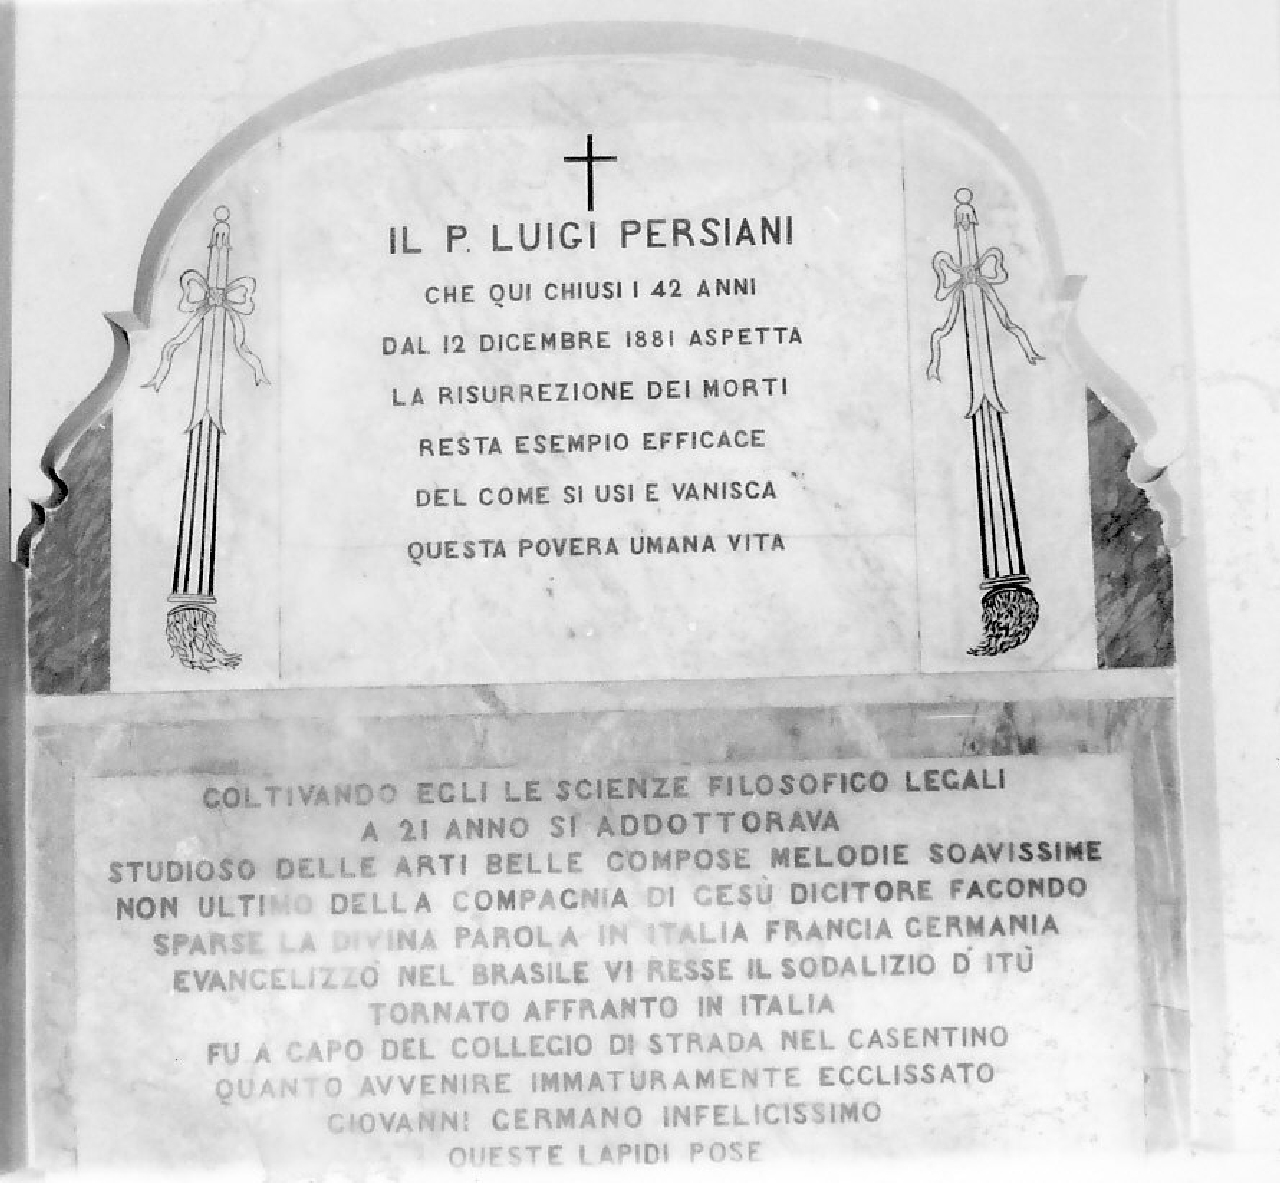 IL P. LUIGI PERSIANI
CHE QUI CHIUSI I 42 ANNI
DAL 12 DICEMBRE 1881 ASPETTA
LA RISURREZIONE DEI MORTI
RESTA ESEMPIO EFFICACE
DEL COME SI USI E VANISCA
QUESTA POVERA UMANA VITA
COLTIVANDO EGLI LE SCIENZE FILOSOFICO LEGALI
A 21 ANNO SI ADDOTTORAVA
STUDIOSO DELLE ARTI BELLE COMPOSE MELODIE SOAVISSIME
NON ULTIMO DELLA COMPAGNIA DI GESÙ DICITORE FACONDO
SPARSE LA DIVINA PAROLA IN ITALIA FRANCIA GERMANIA
EVANGELIZZÒ NEL BRASILE VI RESSE IL SODALIZIO D'ITÙ
TORNATO AFFRANTO IN ITALIA
FU A CAPO DEL COLLEGIO DI STRADA NEL CASENTINO
QUANTO AVVENIRE IMMATURAMENTE ECCLISSATO
GIOVANNI GERMANO INFELICISSIMO
QUESTE LAPIDI POSE